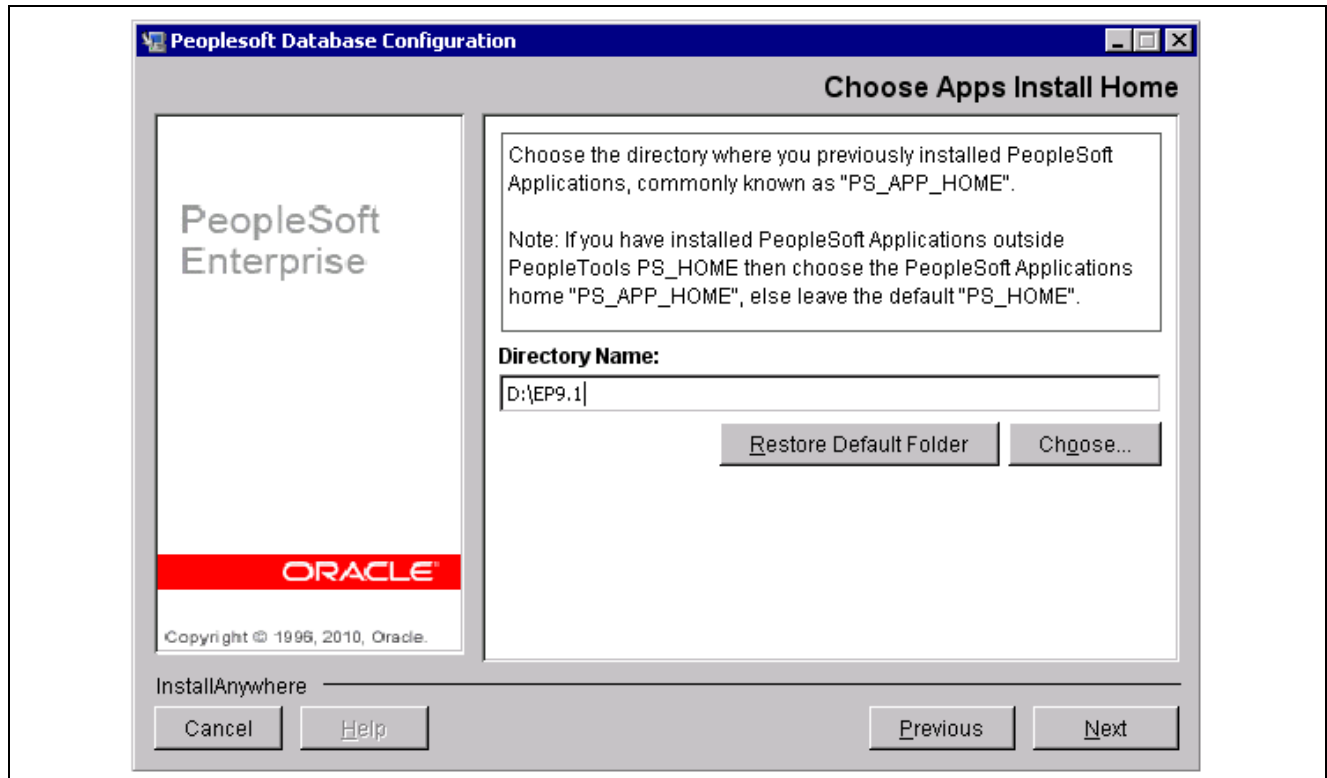 Peoplesoft Database Configuration
Choose Apps Install Home
PeopleSoft
Enterprise
ORACLE
Copyright © 1996, 2010, Oracle.
Choose the directory where you previously installed PeopleSoft
Applications, commonly known as "PS_APP_HOME".
Note: If you have installed PeopleSoft Applications outside
PeopleTools PS_HOME then choose the PeopleSoft Applications
home "PS_APP_HOME", else leave the default "PS_HOME".
Directory Name:
D:\EP9.1
Restore Default Folder
Choose...
InstallAnywhere
Cancel
Help
Previous
Next